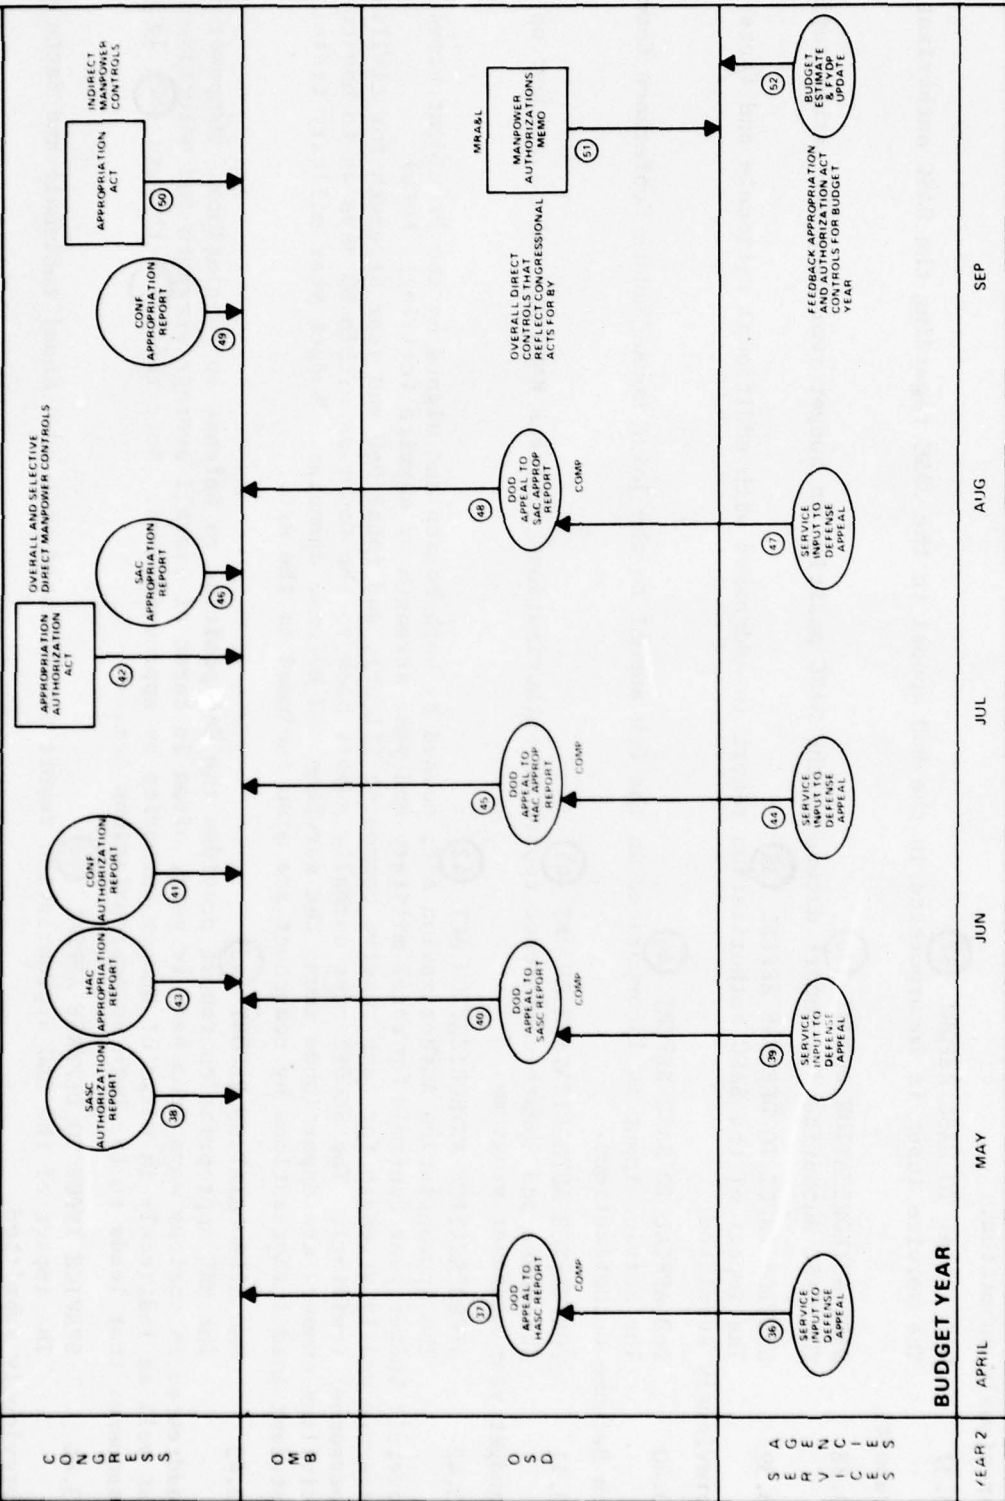 CONGRESS
SASC
AUTHORIZATION
REPORT
38
HAC
APPROPRIATION
REPORT
43
CONF
AUTHORIZATION
REPORT
41
APPROPRIATION
AUTHORIZATION
ACT
42
OVERALL AND SELECTIVE
DIRECT MANPOWER CONTROLS
SAC
APPROPRIATION
REPORT
46
CONF
APPROPRIATION
REPORT
49
APPROPRIATION
ACT
50
INDIRECT
MANPOWER
CONTROLS
OMB
OSD
37
DOD
APPEAL TO
HASC REPORT
COMP
40
DOD
APPEAL TO
SASC REPORT
COMP
45
DOD
APPEAL TO
HAC APPROP
REPORT
COMP
48
DOD
APPEAL TO
SAC APPROP
REPORT
COMP
OVERALL DIRECT
CONTROLS THAT
REFLECT CONGRESSIONAL
ACTS FOR BY
MRA&L
MANPOWER
AUTHORIZATIONS
MEMO
51
SERVICES
AGENCIES
36
SERVICE
INPUT TO
DEFENSE
APPEAL
39
SERVICE
INPUT TO
DEFENSE
APPEAL
44
SERVICE
INPUT TO
DEFENSE
APPEAL
47
SERVICE
INPUT TO
DEFENSE
APPEAL
52
BUDGET
ESTIMATE
& FYDP
UPDATE
FEEDBACK APPROPRIATION
AND AUTHORIZATION ACT
CONTROLS FOR BUDGET
YEAR
BUDGET YEAR
YEAR 2
APRIL
MAY
JUN
JUL
AUG
SEP